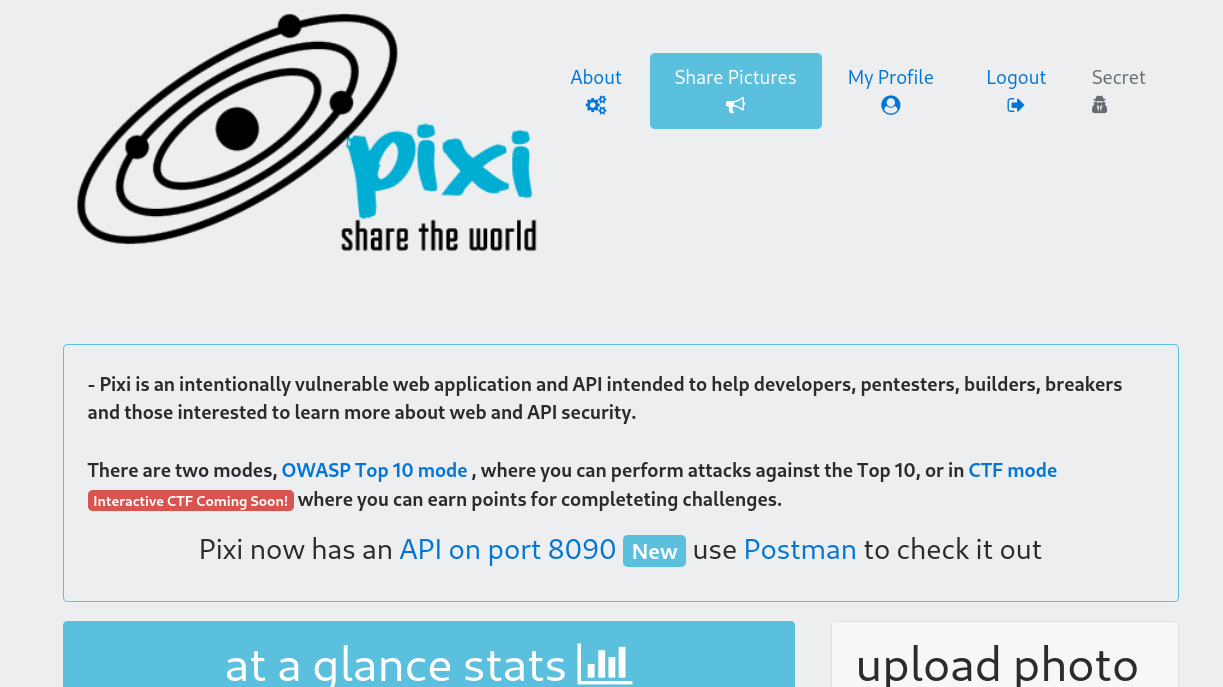 About
Share Pictures
My Profile
Logout
Secret
pixi
share the world
- Pixi is an intentionally vulnerable web application and API intended to help developers, pentesters, builders, breakers
and those interested to learn more about web and API security.
There are two modes, OWASP Top 10 mode , where you can perform attacks against the Top 10, or in CTF mode
Interactive CTF Coming Soon! where you can earn points for completeting challenges.
Pixi now has an API on port 8090 New use Postman to check it out
at a glance stats
upload photo